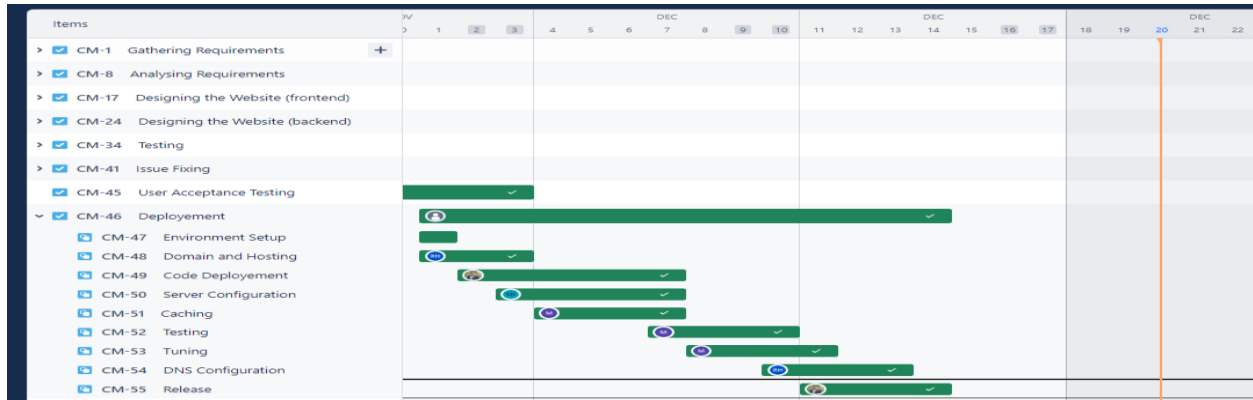 Items
DEC DEC DEC
1 2 3 4 5 6 7 8 9 10 11 12 13 14 15 16 17 18 19 20 21 22
CM-1 Gathering Requirements +
CM-8 Analysing Requirements
CM-17 Designing the Website (frontend)
CM-24 Designing the Website (backend)
CM-34 Testing
CM-41 Issue Fixing
CM-45 User Acceptance Testing
CM-46 Deployement
CM-47 Environment Setup
CM-48 Domain and Hosting
CM-49 Code Deployement
CM-50 Server Configuration
CM-51 Caching M
CM-52 Testing M
CM-53 Tuning M
CM-54 DNS Configuration
CM-55 Release